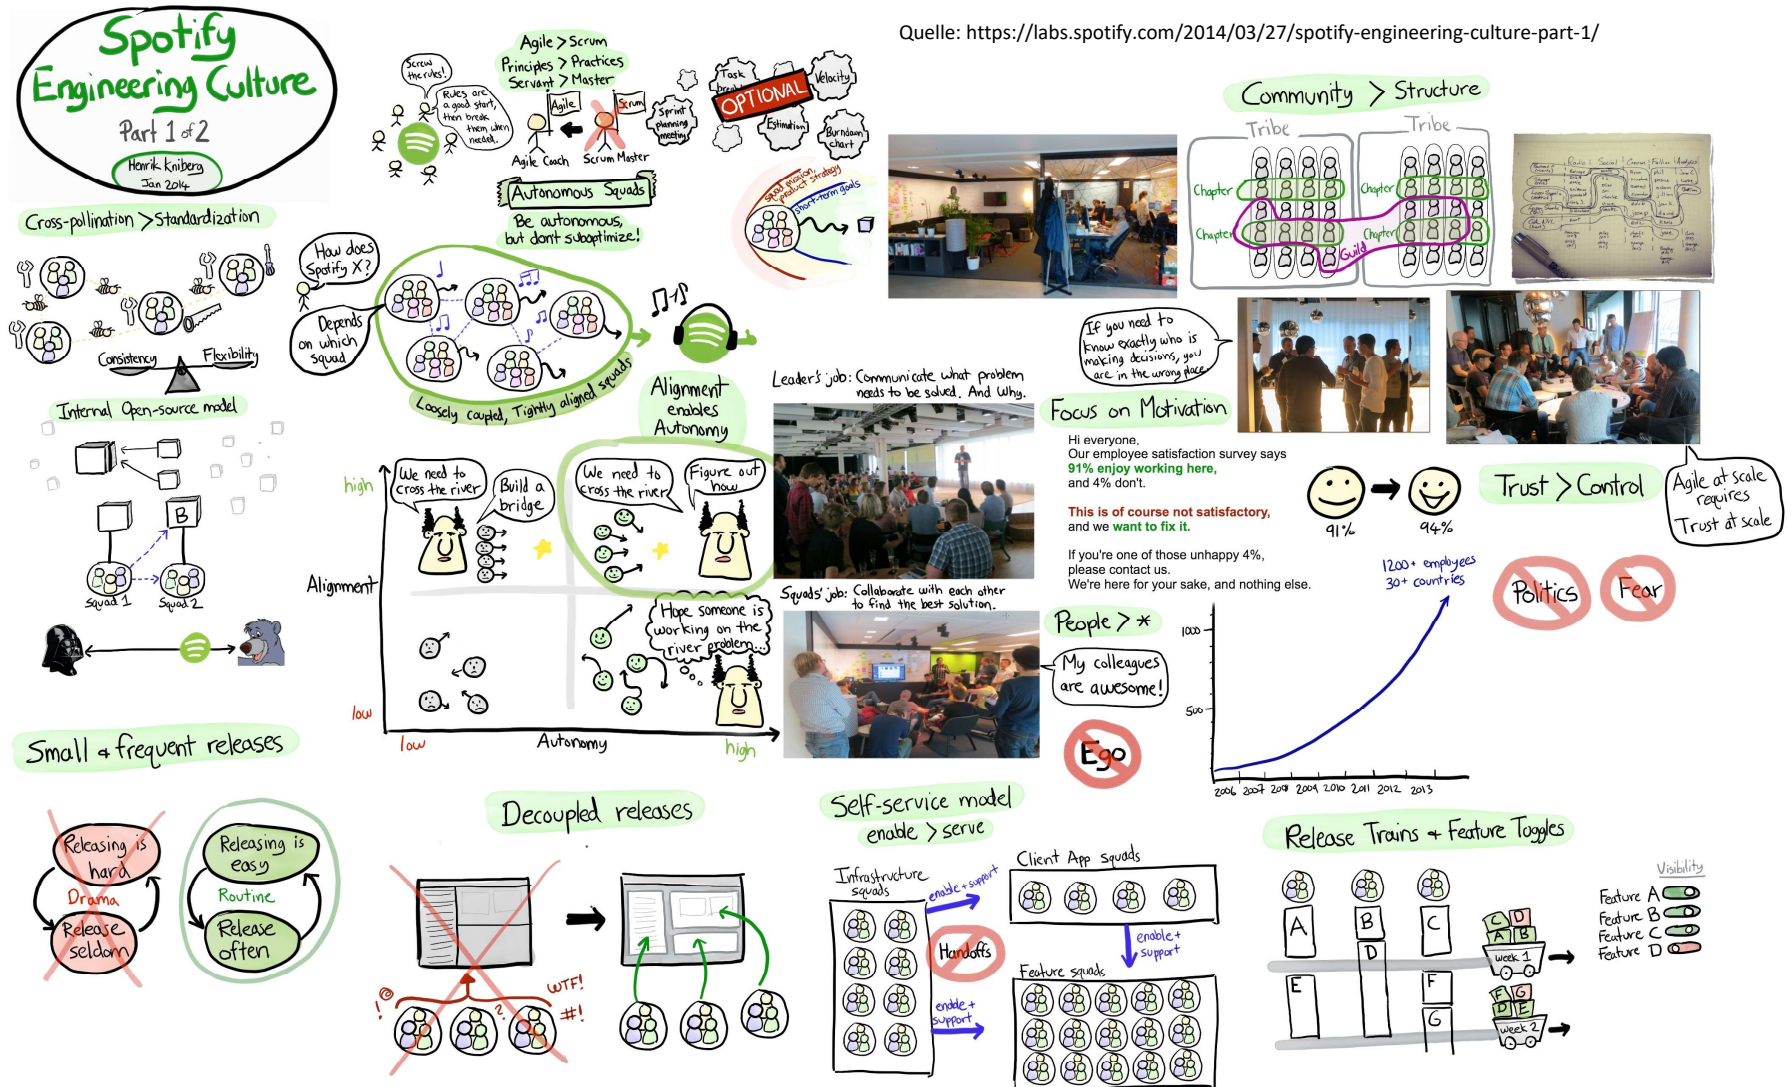 Spotify
Engineering Culture
Part 1 of 2
Henrik Kniberg
Jan 2014
Quelle: https://labs.spotify.com/2014/03/27/spotify-engineering-culture-part-1/
Agile > Scrum
Principles > Practices
Servant > Master
Screw
the rules!
Rules are
a good start,
then break
them when
needed.
Agile
Scrum
Agile Coach
Scrum Master
Task
Velocity
OPTIONAL
Sprint
planning
meeting
Estimation
Burndown
chart
Autonomous Squads
Be autonomous,
but don't suboptimize!
squad mission,
product strategy
short-term goals
Community > Structure
Tribe
Tribe
Chapter
Chapter
Chapter
Chapter
Guild
Cross-pollination > Standardization
Consistency
Flexibility
How does
Spotify X?
Depends
on which
squad
Loosely coupled, Tightly aligned squads
Alignment
enables
Autonomy
Internal Open-source model
B
Squad 1
Squad 2
high
Alignment
low
low
Autonomy
high
We need to
cross the river
Build a
bridge
We need to
cross the river
Figure out
how
Hope someone is
working on the
river problem...
Leader's job: Communicate what problem
needs to be solved. And Why.
Squads' job: Collaborate with each other
to find the best solution.
If you need to
know exactly who is
making decisions, you
are in the wrong place.
Focus on Motivation
Hi everyone,
Our employee satisfaction survey says
91% enjoy working here,
and 4% don't.
This is of course not satisfactory,
and we want to fix it.
If you're one of those unhappy 4%,
please contact us.
We're here for your sake, and nothing else.
91%
94%
Trust > Control
Agile at scale
requires
Trust at scale
Politics
Fear
People > *
My colleagues
are awesome!
Ego
1200+ employees
30+ countries
1000
500
2006 2007 2008 2009 2010 2011 2012 2013
Small & frequent releases
Releasing is
hard
Drama
Release
seldom
Releasing is
easy
Routine
Release
often
Decoupled releases
!@
?
WTF!
#!
Self-service model
enable > serve
Infrastructure
squads
enable + support
Handoffs
enable +
support
Client App squads
enable +
support
Feature squads
Release Trains & Feature Toggles
A
B
C
D
E
F
G
C D
A B
week 1
F G
D E
week 2
Visibility
Feature A
Feature B
Feature C
Feature D